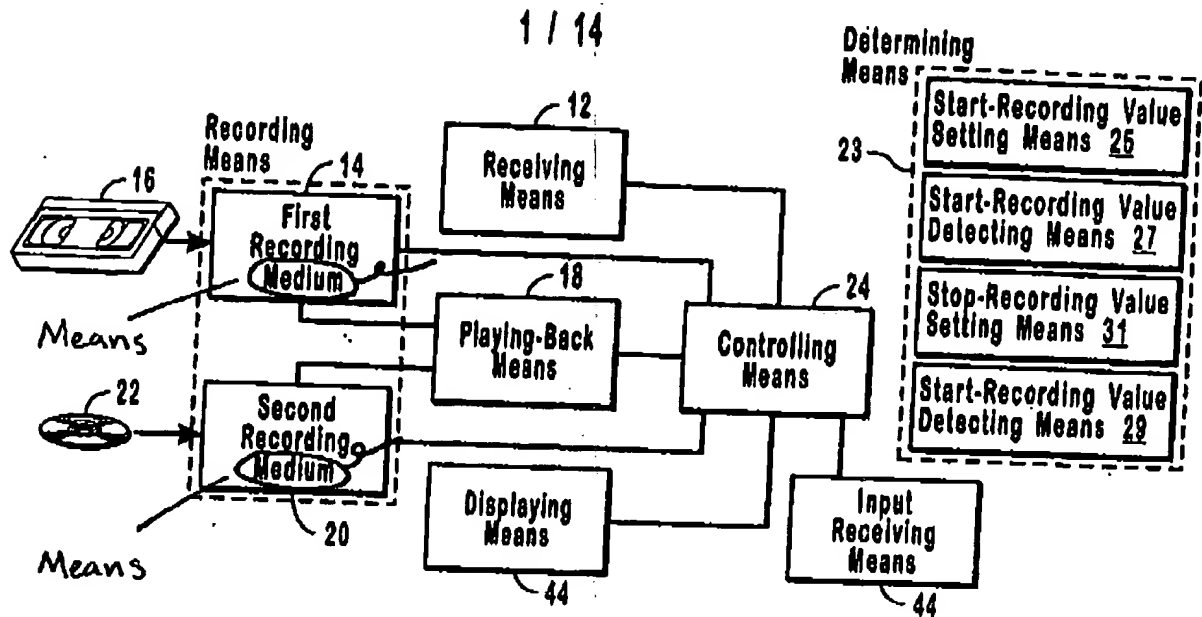 1 / 14
Determining
Means
Start-Recording Value
Setting Means 25
23
Start-Recording Value
Detecting Means 27
Stop-Recording Value
Setting Means 31
Start-Recording Value
Detecting Means 29
12
Receiving
Means
Recording
Means
14
16
First
Recording
Medium
Means
18
Playing-Back
Means
24
Controlling
Means
22
Second
Recording
Medium
20
Means
Displaying
Means
44
Input
Receiving
Means
44